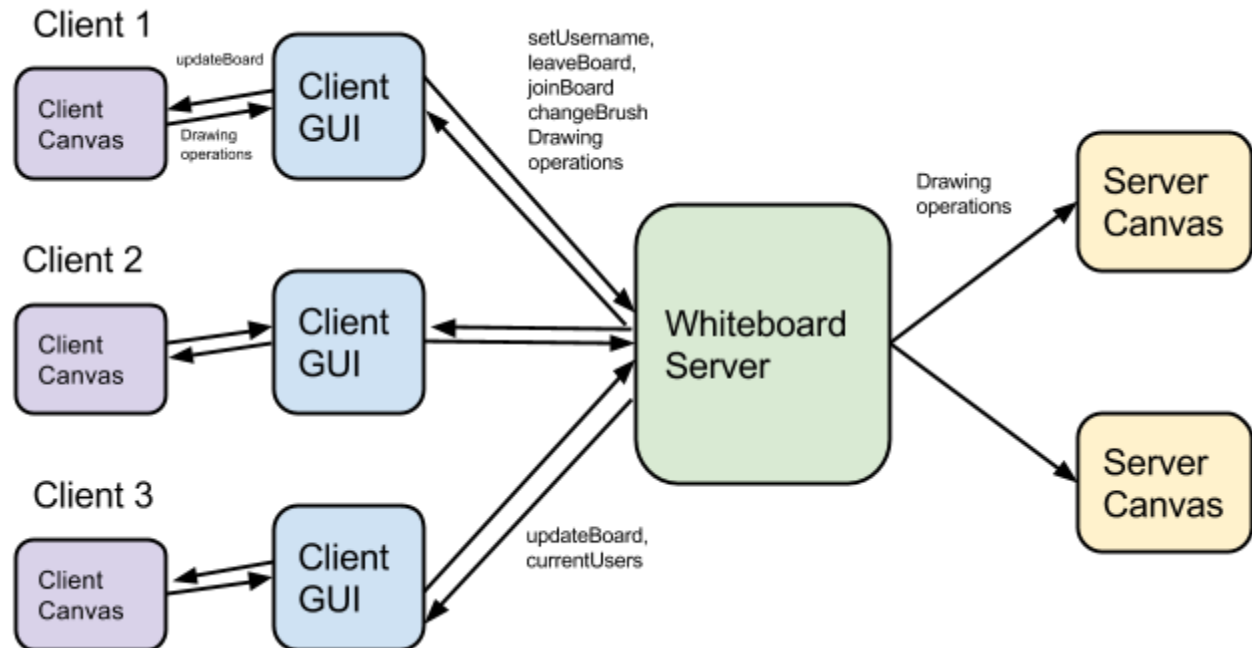 Client 1
updateBoard
Client
Canvas
Drawing
operations
Client
GUI
setUsername,
leaveBoard,
joinBoard
changeBrush
Drawing
operations
Client 2
Client
Canvas
Client
GUI
Client 3
Client
Canvas
Client
GUI
updateBoard,
currentUsers
Whiteboard
Server
Drawing
operations
Server
Canvas
Server
Canvas